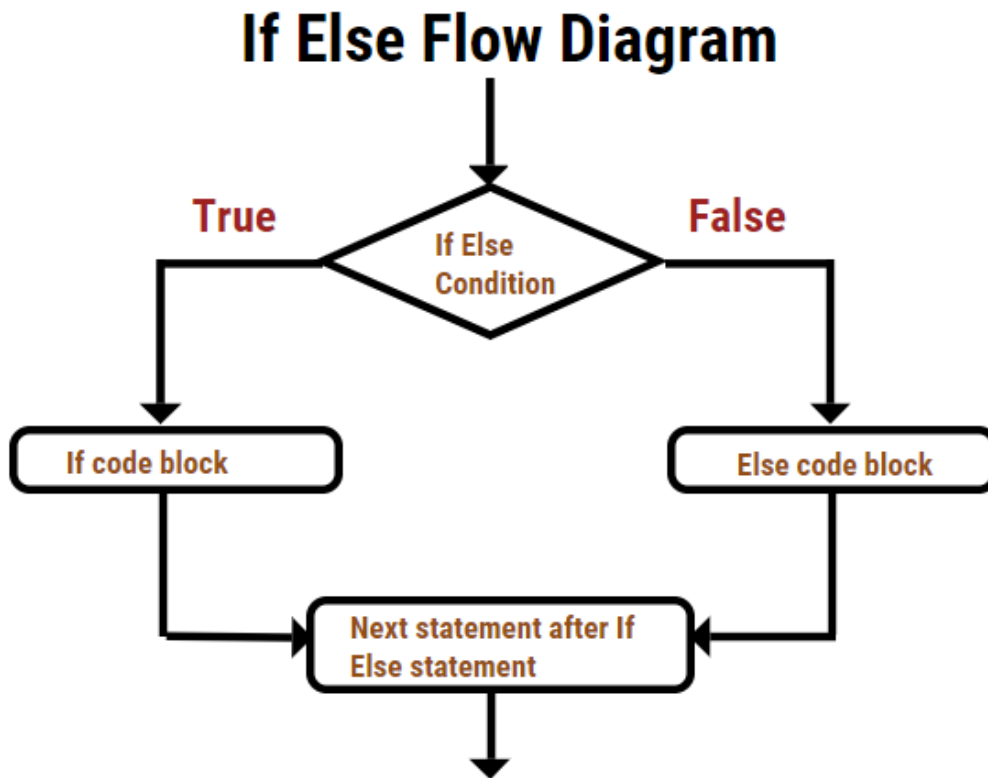 If Else Flow Diagram
True
False
If Else
Condition
If code block
Else code block
Next statement after If
Else statement